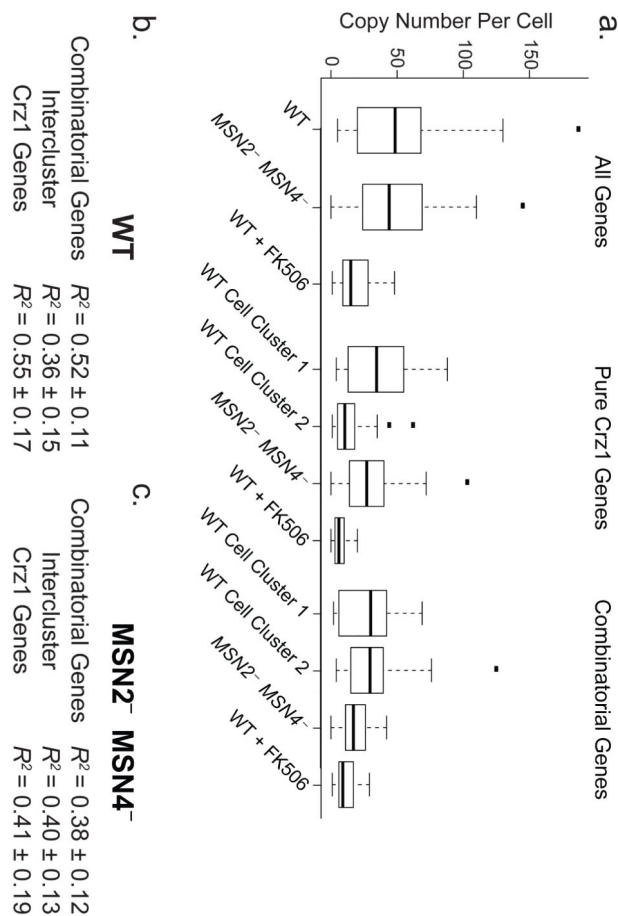 a.
All Genes
Pure Crz1 Genes
Combinatorial Genes
Copy Number Per Cell
150
100
50
0
WT
MSN2⁻ MSN4⁻
WT + FK506
WT Cell Cluster 1
WT Cell Cluster 2
MSN2⁻ MSN4⁻
WT + FK506
WT Cell Cluster 1
WT Cell Cluster 2
MSN2⁻ MSN4⁻
WT + FK506
b.
WT
Combinatorial Genes R² = 0.52 ± 0.11
Intercluster R² = 0.36 ± 0.15
Crz1 Genes R² = 0.55 ± 0.17
c.
MSN2⁻ MSN4⁻
Combinatorial Genes R² = 0.38 ± 0.12
Intercluster R² = 0.40 ± 0.13
Crz1 Genes R² = 0.41 ± 0.19